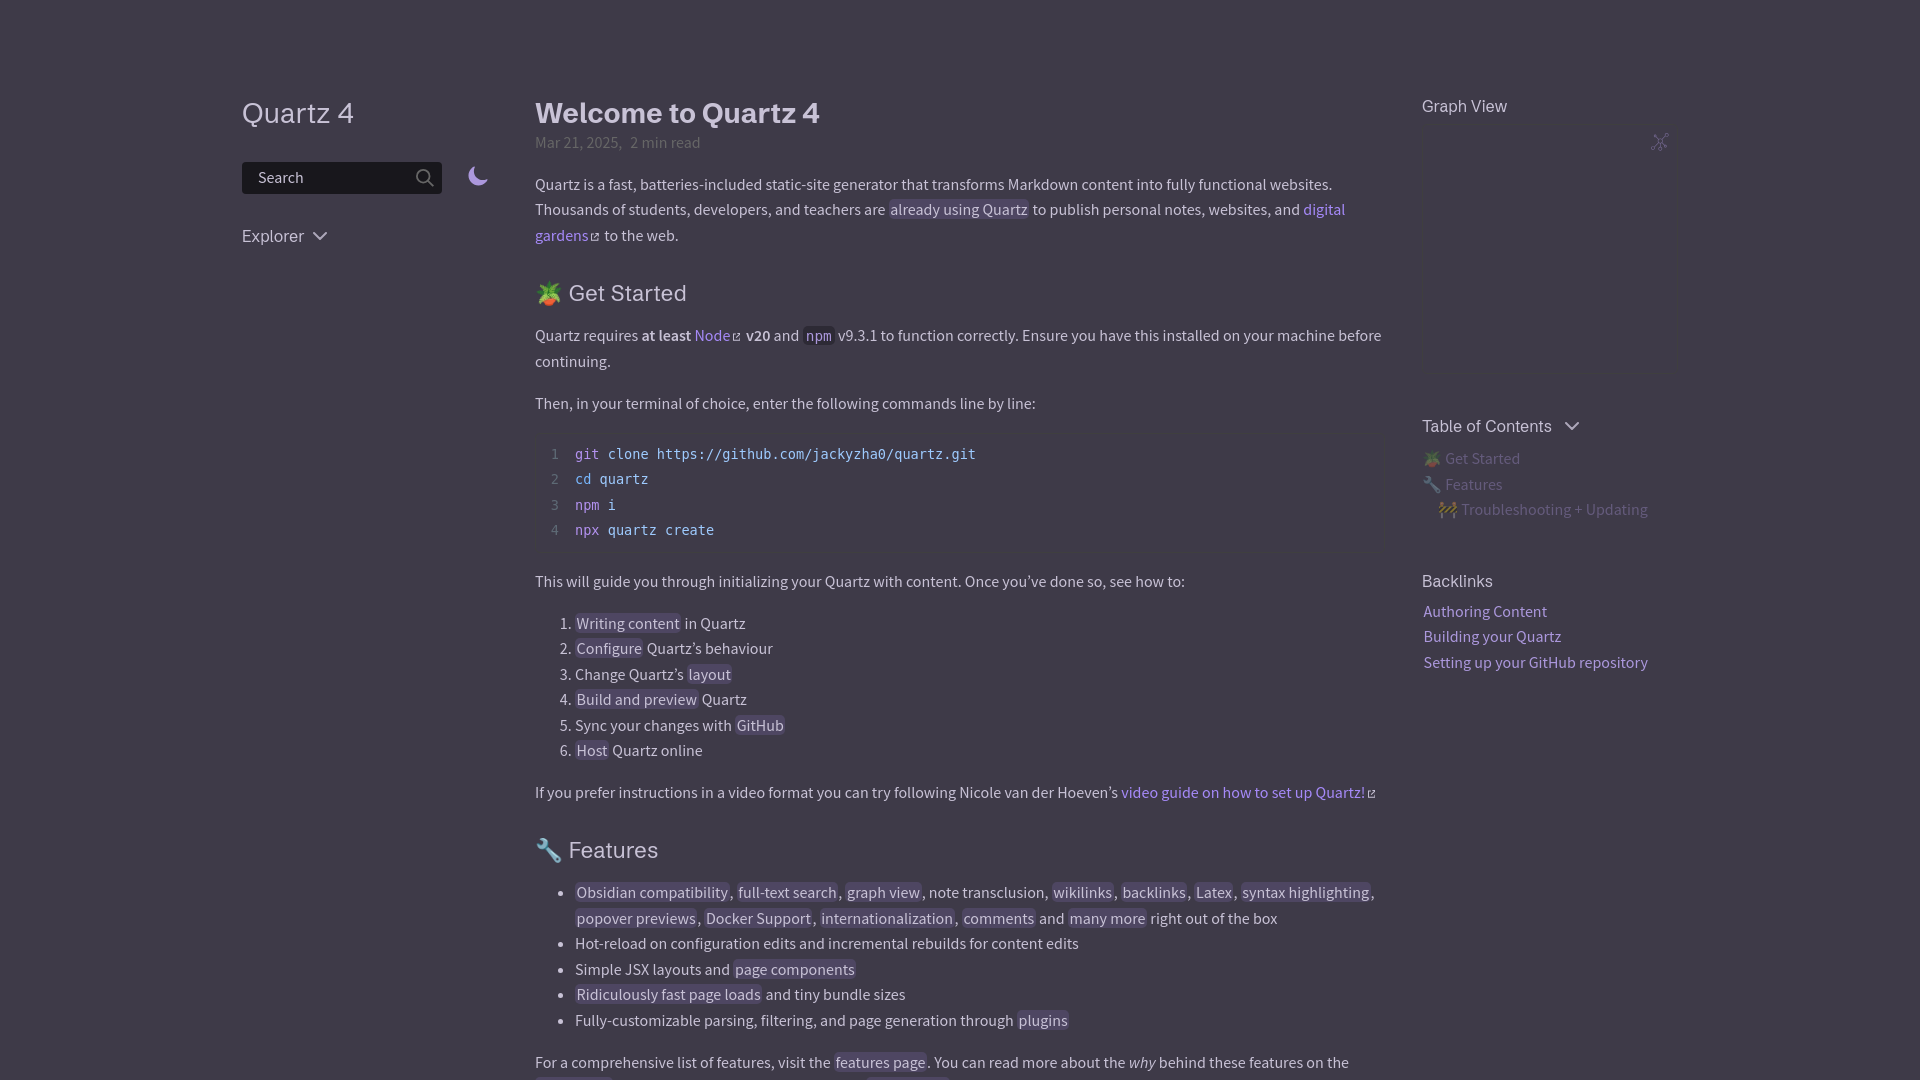 Quartz 4
Search
Explorer
Welcome to Quartz 4
Mar 21, 2025, 2 min read
Quartz is a fast, batteries-included static-site generator that transforms Markdown content into fully functional websites.
Thousands of students, developers, and teachers are already using Quartz to publish personal notes, websites, and digital
gardens to the web.
🪴 Get Started
Quartz requires at least Node v20 and npm v9.3.1 to function correctly. Ensure you have this installed on your machine before
continuing.
Then, in your terminal of choice, enter the following commands line by line:
1 git clone https://github.com/jackyzha0/quartz.git
2 cd quartz
3 npm i
4 npx quartz create
This will guide you through initializing your Quartz with content. Once you’ve done so, see how to:
1. Writing content in Quartz
2. Configure Quartz’s behaviour
3. Change Quartz’s layout
4. Build and preview Quartz
5. Sync your changes with GitHub
6. Host Quartz online
If you prefer instructions in a video format you can try following Nicole van der Hoeven’s video guide on how to set up Quartz!
🔧 Features
• Obsidian compatibility, full-text search, graph view, note transclusion, wikilinks, backlinks, Latex, syntax highlighting,
popover previews, Docker Support, internationalization, comments and many more right out of the box
• Hot-reload on configuration edits and incremental rebuilds for content edits
• Simple JSX layouts and page components
• Ridiculously fast page loads and tiny bundle sizes
• Fully-customizable parsing, filtering, and page generation through plugins
For a comprehensive list of features, visit the features page. You can read more about the why behind these features on the
Graph View
Table of Contents
🪴 Get Started
🔧 Features
🚧 Troubleshooting + Updating
Backlinks
Authoring Content
Building your Quartz
Setting up your GitHub repository